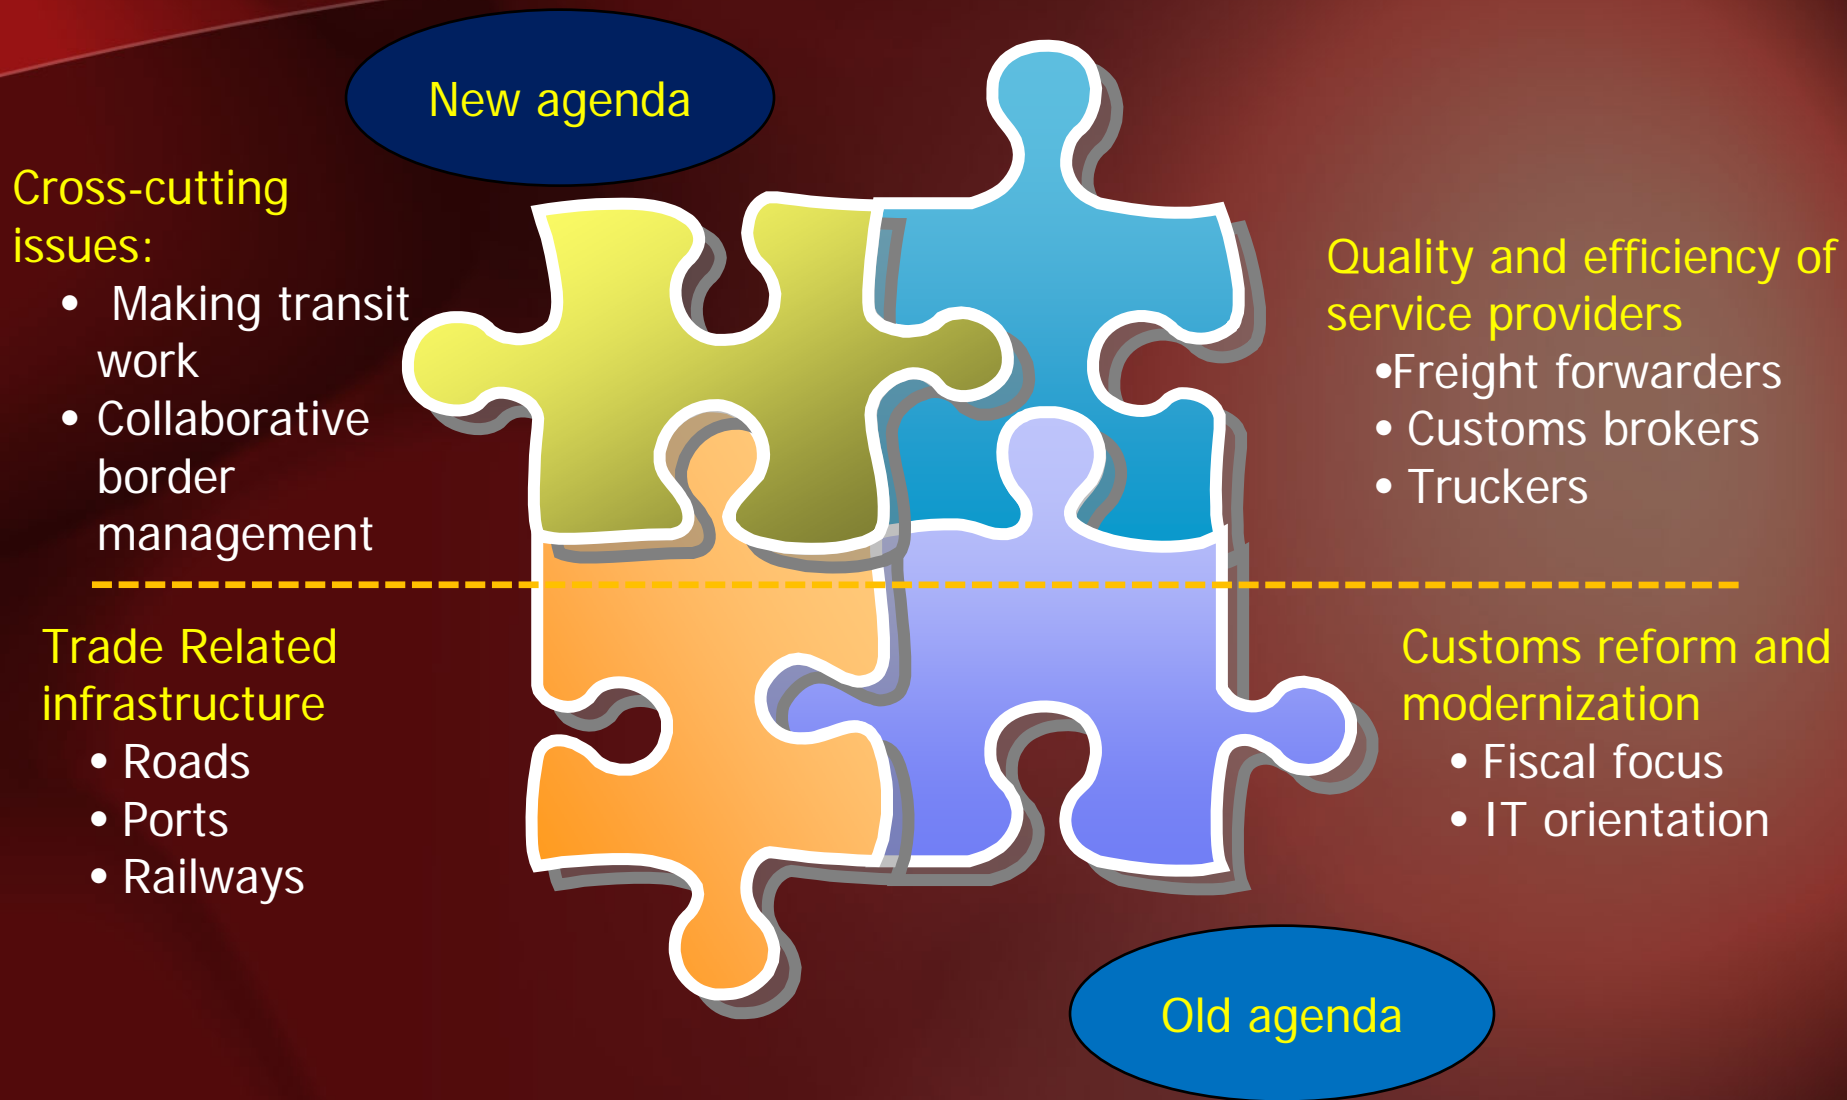 New agenda
Cross-cutting
issues:
• Making transit
work
• Collaborative
border
management
Quality and efficiency of
service providers
•Freight forwarders
• Customs brokers
• Truckers
Trade Related
infrastructure
• Roads
• Ports
• Railways
Customs reform and
modernization
• Fiscal focus
• IT orientation
Old agenda